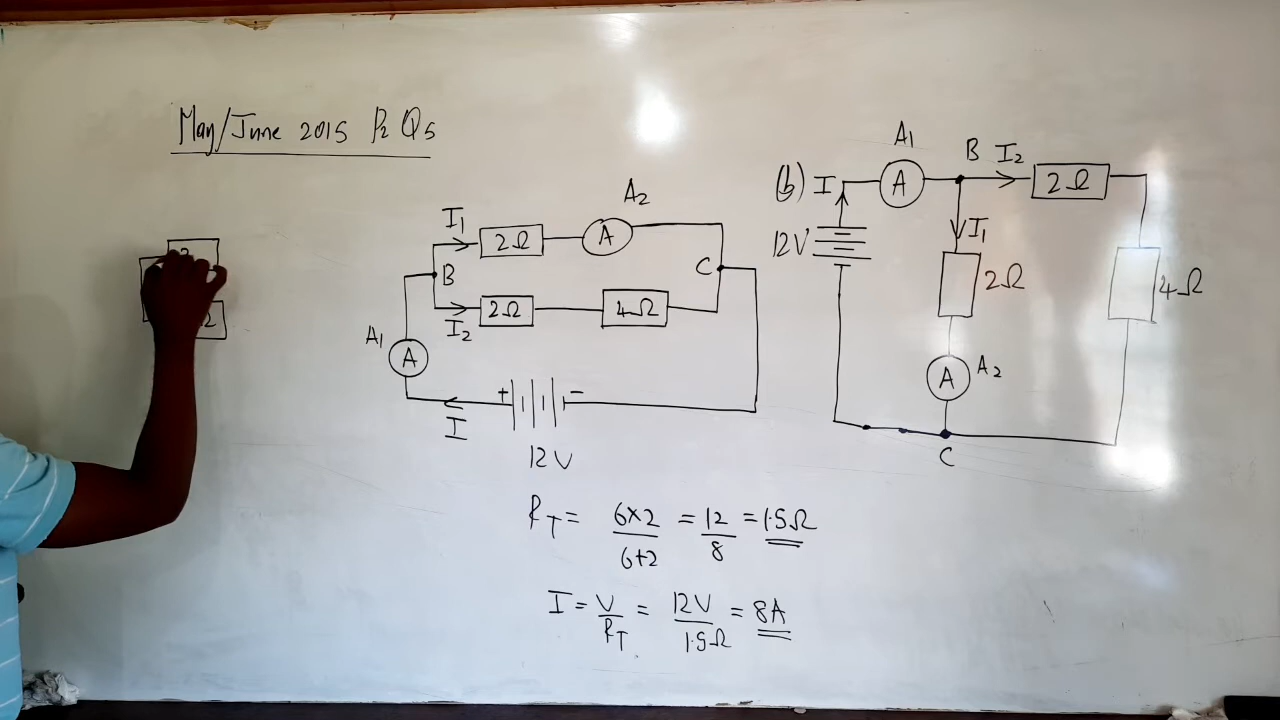 May/June 2015 P2 Q5
A2
I1
2Ω
A
B
C
I2
2Ω
4Ω
A1
A
+
−
I
12V
(b)
I
A1
A
B
I2
2Ω
12V
I1
2Ω
4Ω
A
A2
C
RT = 6×2/6+2 = 12/8 = 1.5Ω
I = V/RT = 12V/1.5Ω = 8A